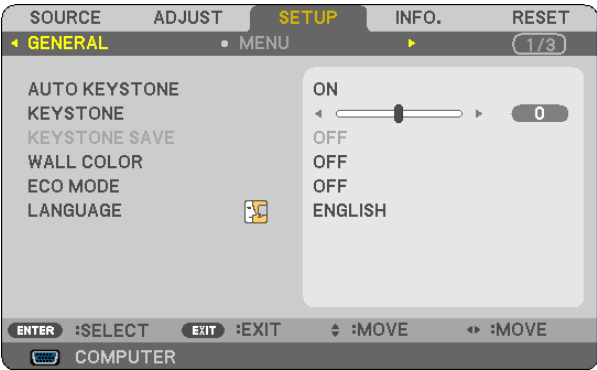 SOURCE ADJUST SETUP INFO. RESET
GENERAL MENU 1/3
AUTO KEYSTONE ON
KEYSTONE 0
KEYSTONE SAVE OFF
WALL COLOR OFF
ECO MODE OFF
LANGUAGE ENGLISH
ENTER :SELECT EXIT :EXIT :MOVE :MOVE
COMPUTER